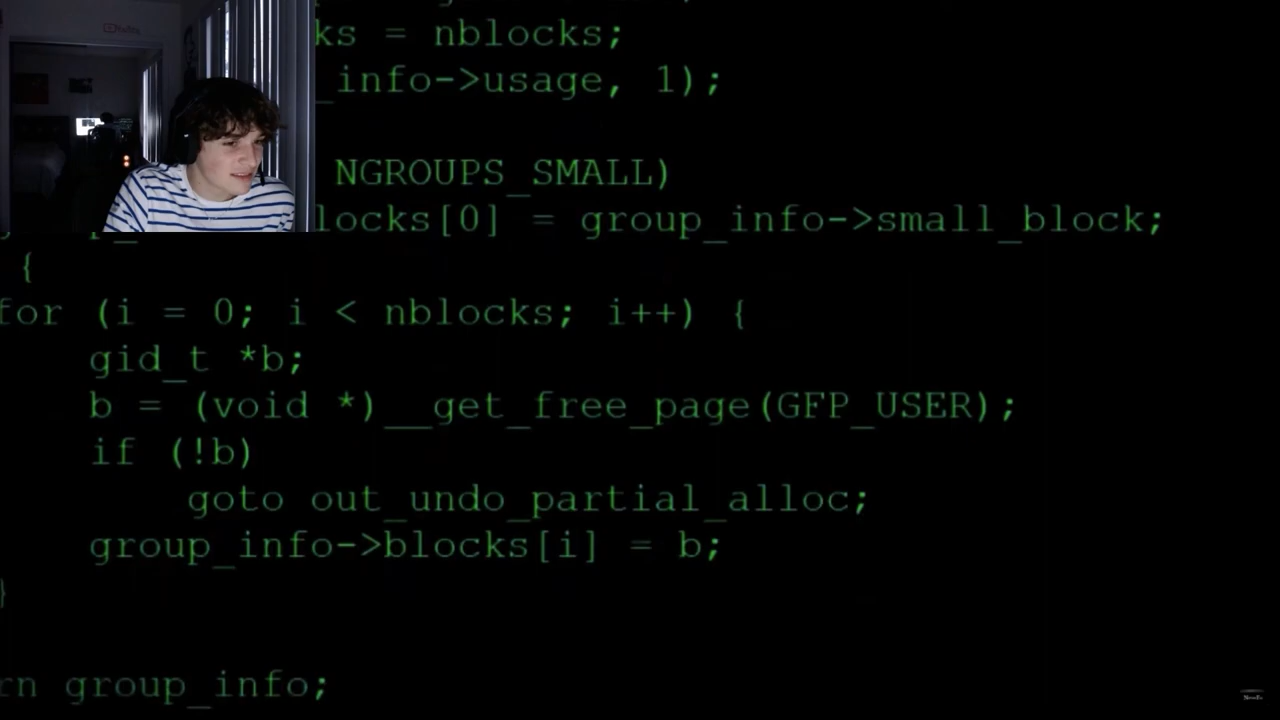 ks = nblocks;
_info->usage, 1);
NGROUPS_SMALL)
locks[0] = group_info->small_block;
{
for (i = 0; i < nblocks; i++) {
gid_t *b;
b = (void *)__get_free_page(GFP_USER);
if (!b)
goto out_undo_partial_alloc;
group_info->blocks[i] = b;
}
rn group_info;